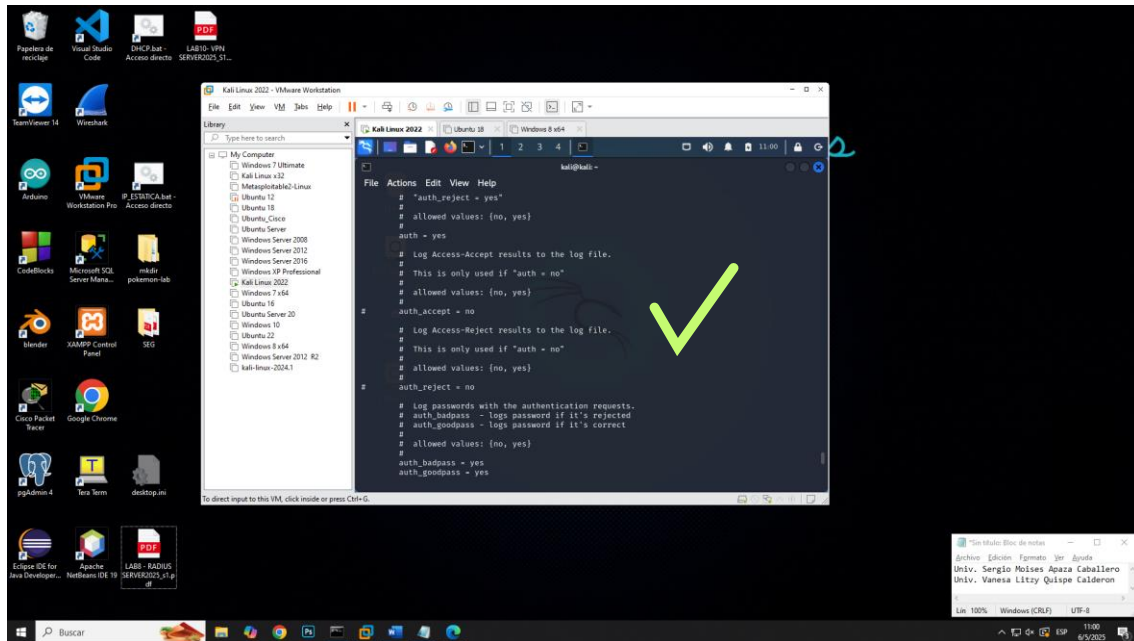 Papelera de
reciclaje
Visual Studio
Code
DHCP.bat -
Acceso directo
LAB10- VPN
SERVER2025_S1...
PDF
TeamViewer 14
Wireshark
Arduino
VMware
Workstation Pro
IP_ESTATICA.bat -
Acceso directo
CodeBlocks
Microsoft SQL
Server Mana...
mkdir
pokemon-lab
blender
XAMPP Control
Panel
SEG
Cisco Packet
Tracer
Google Chrome
pgAdmin 4
Tera Term
desktop.ini
Eclipse IDE for
Java Developer...
Apache
NetBeans IDE 19
PDF
LAB8 - RADIUS
SERVER2025_s1.p
df
Kali Linux 2022 - VMware Workstation
File Edit View VM Tabs Help
Library
Type here to search
My Computer
Windows 7 Ultimate
Kali Linux x32
Metasploitable2-Linux
Ubuntu 12
Ubuntu 18
Ubuntu_Cisco
Ubuntu Server
Windows Server 2008
Windows Server 2012
Windows Server 2016
Windows XP Professional
Kali Linux 2022
Windows 7 x64
Ubuntu 16
Ubuntu Server 20
Windows 10
Ubuntu 22
Windows 8 x64
Windows Server 2012 R2
kali-linux-2024.1
Kali Linux 2022
Ubuntu 18
Windows 8 x64
1 2 3 4
11:00
kali@kali: ~
File Actions Edit View Help
# "auth_reject = yes"
#
# allowed values: {no, yes}
#
auth = yes
# Log Access-Accept results to the log file.
#
# This is only used if "auth = no"
#
# allowed values: {no, yes}
#
# auth_accept = no
# Log Access-Reject results to the log file.
#
# This is only used if "auth = no"
#
# allowed values: {no, yes}
#
# auth_reject = no
# Log passwords with the authentication requests.
# auth_badpass - logs password if it's rejected
# auth_goodpass - logs password if it's correct
#
# allowed values: {no, yes}
#
auth_badpass = yes
auth_goodpass = yes
To direct input to this VM, click inside or press Ctrl+G.
*Sin título: Bloc de notas
Archivo Edición Formato Ver Ayuda
Univ. Sergio Moises Apaza Caballero
Univ. Vanesa Litzy Quispe Calderon
Lín 100% Windows (CRLF) UTF-8
Buscar
ESP
11:00
6/5/2025